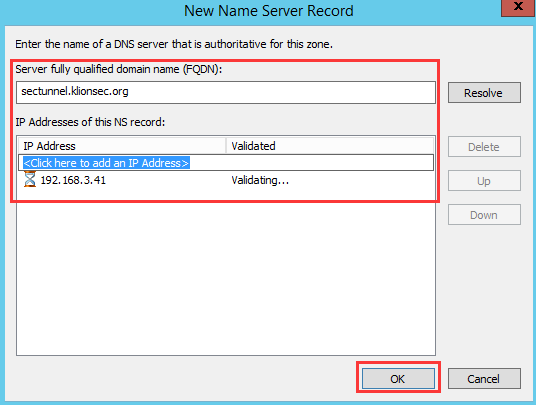 New Name Server Record
X
Enter the name of a DNS server that is authoritative for this zone.
Server fully qualified domain name (FQDN):
sectunnel.klionsec.org
Resolve
IP Addresses of this NS record:
IP Address Validated
Delete
<Click here to add an IP Address>
192.168.3.41 Validating...
Up
Down
OK Cancel